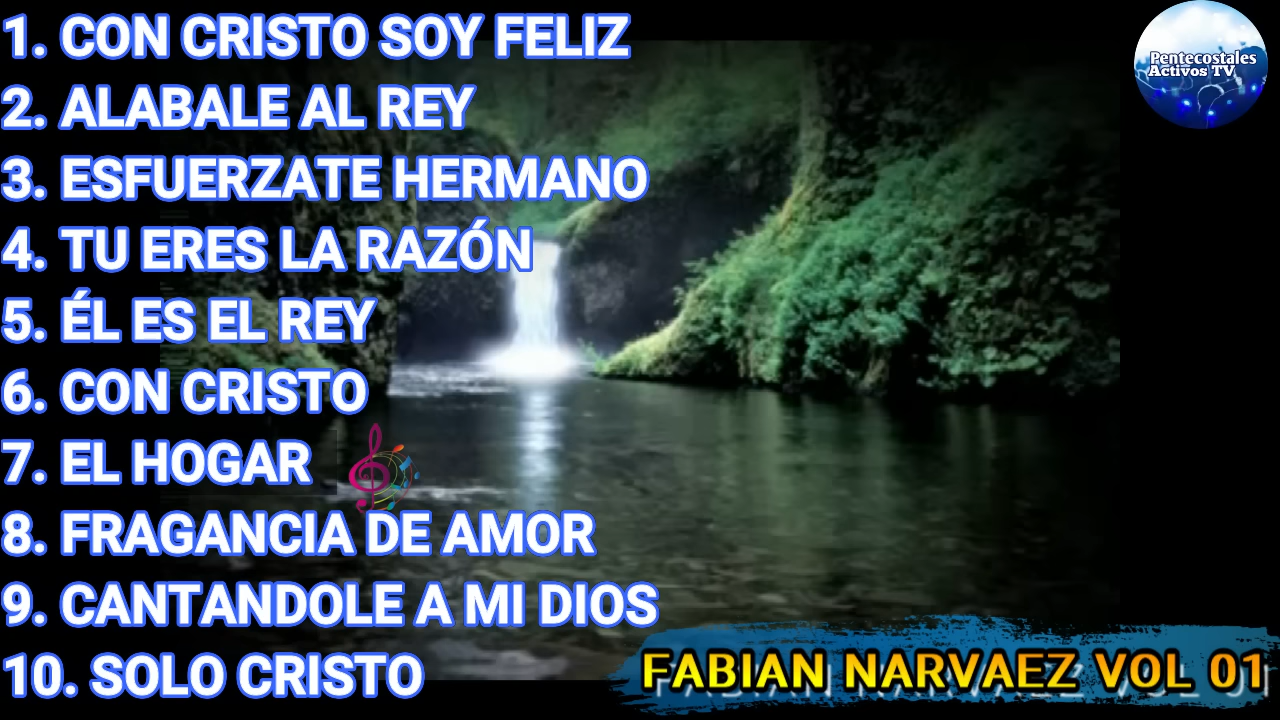 1. CON CRISTO SOY FELIZ
2. ALABALE AL REY
3. ESFUERZATE HERMANO
4. TU ERES LA RAZÓN
5. ÉL ES EL REY
6. CON CRISTO
7. EL HOGAR
8. FRAGANCIA DE AMOR
9. CANTANDOLE A MI DIOS
10. SOLO CRISTO
Pentecostales
Activos TV
FABIAN NARVAEZ VOL 01